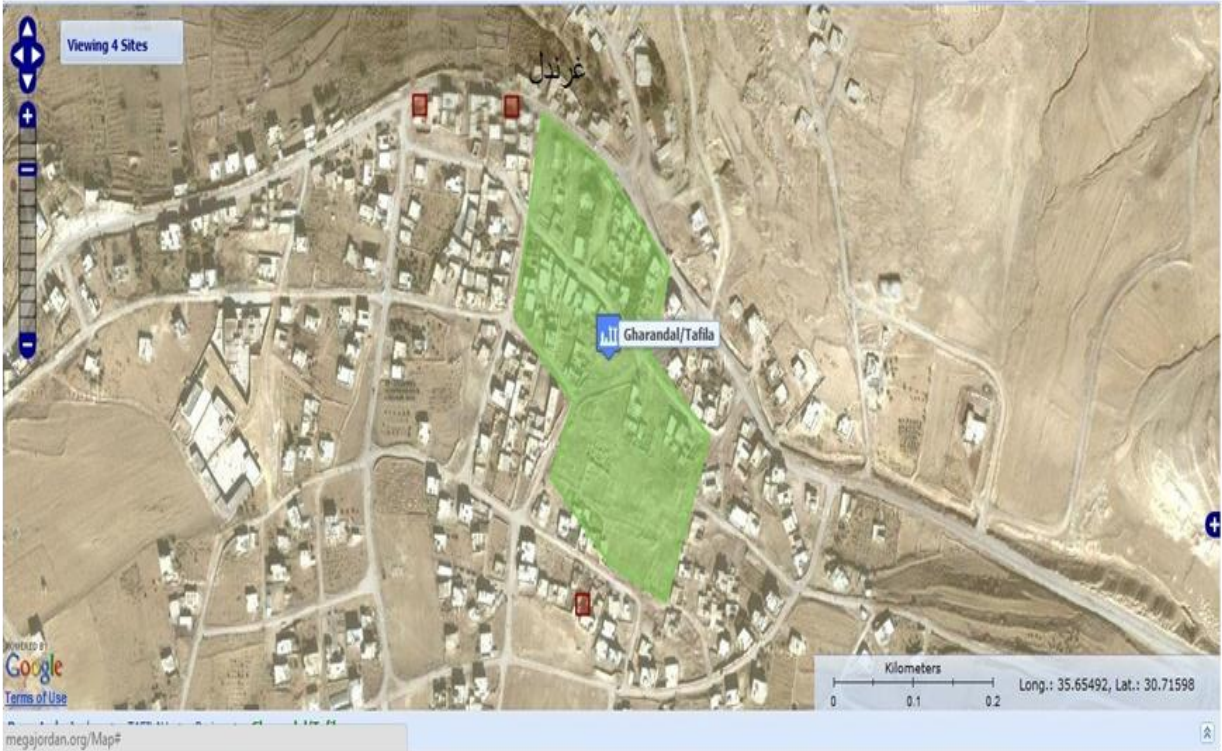 Viewing 4 Sites
غرندل
Gharandal/Tafila
POWERED BY
Google
Terms of Use
Kilometers
0 0.1 0.2
Long.: 35.65492, Lat.: 30.71598
megajordan.org/Map#